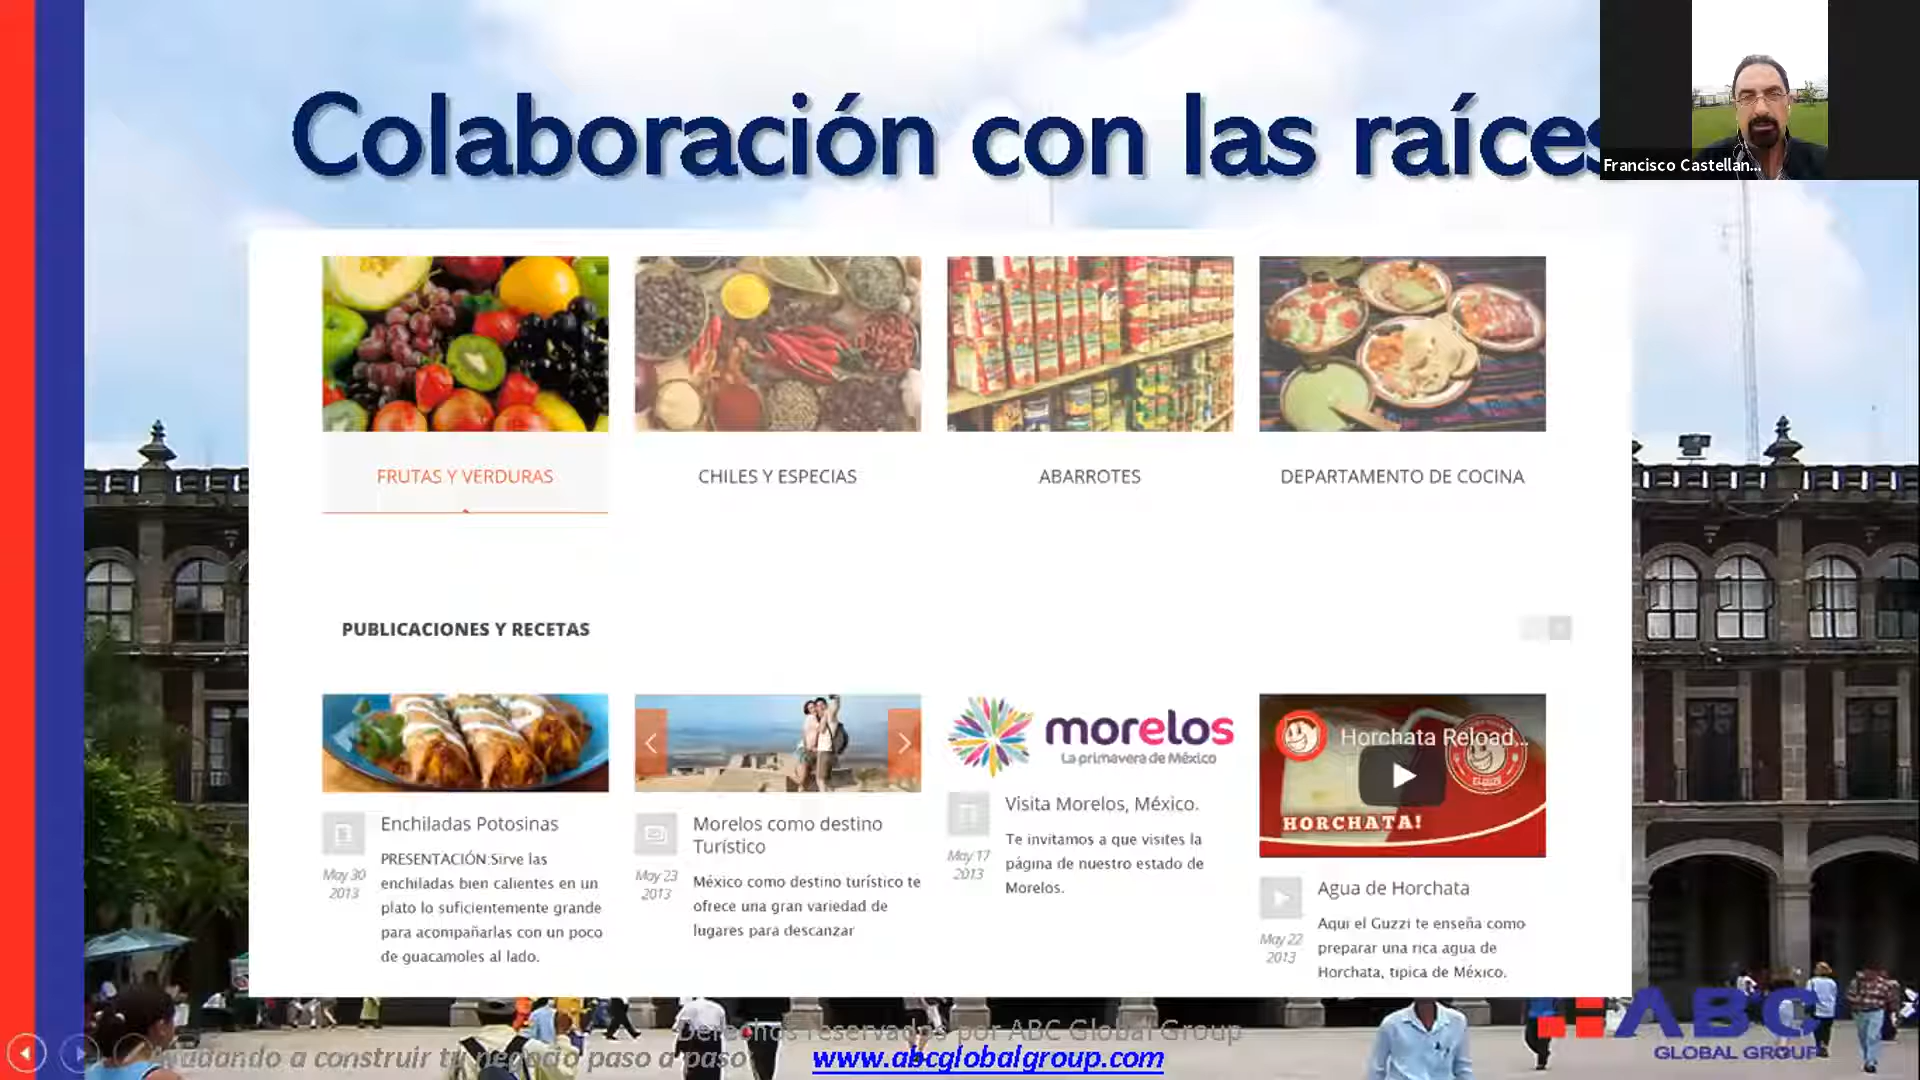 Colaboración con las raíces
Francisco Castellan...
FRUTAS Y VERDURAS
CHILES Y ESPECIAS
ABARROTES
DEPARTAMENTO DE COCINA
PUBLICACIONES Y RECETAS
Enchiladas Potosinas
May 30
2013
PRESENTACIÓN:Sirve las
enchiladas bien calientes en un
plato lo suficientemente grande
para acompañarlas con un poco
de guacamoles al lado.
Morelos como destino
Turístico
May 23
2013
México como destino turístico te
ofrece una gran variedad de
lugares para descanzar
morelos
La primavera de México
Visita Morelos, México.
May 17
2013
Te invitamos a que visites la
página de nuestro estado de
Morelos.
Horchata Reload...
HORCHATA!
Agua de Horchata
May 22
2013
Aqui el Guzzi te enseña como
preparar una rica agua de
Horchata, tipica de México.
Derechos reservados por ABC Global Group
a construir tu negocio paso a paso
www.abcglobalgroup.com
ABC
GLOBAL GROUP